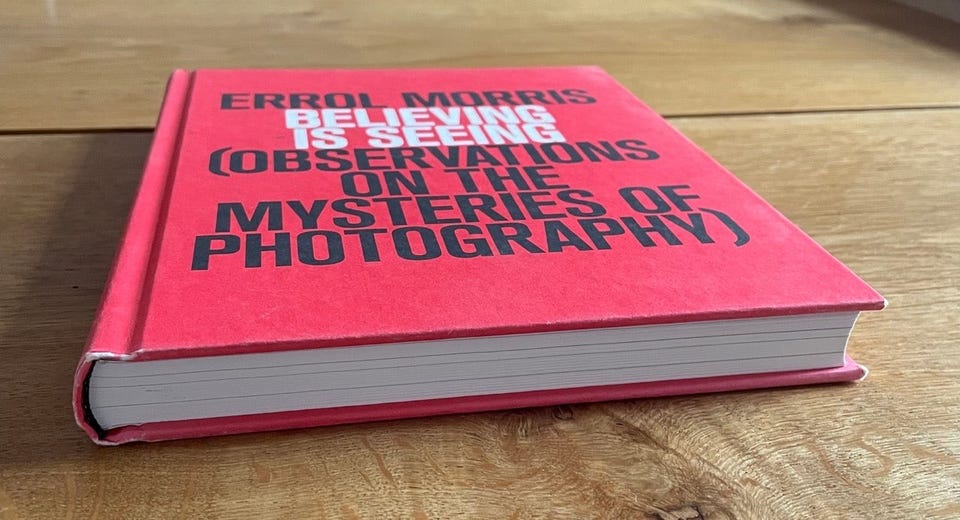 ERROL MORRIS
BELIEVING
IS SEEING
(OBSERVATIONS
ON THE
MYSTERIES OF
PHOTOGRAPHY)